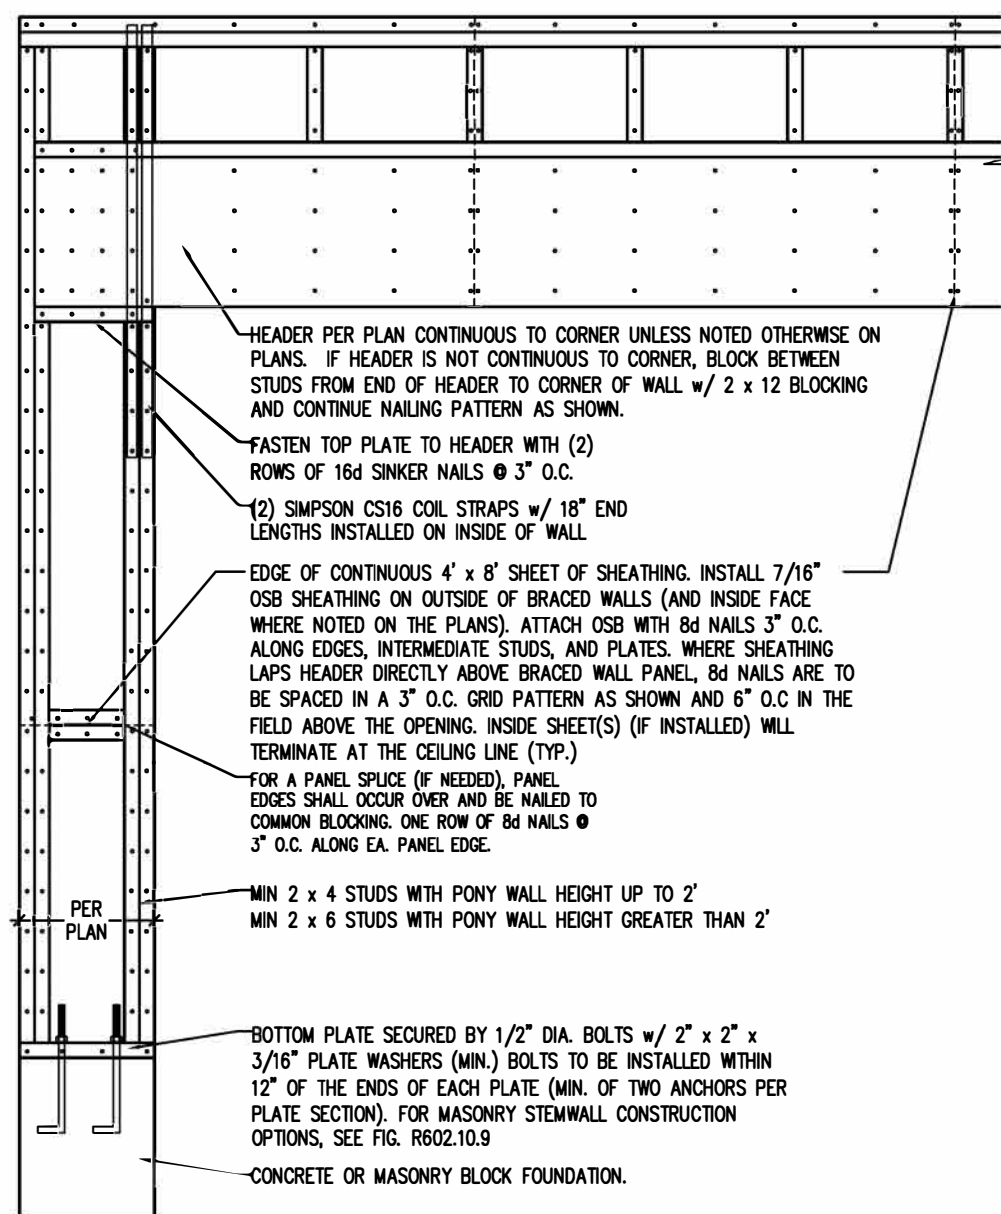 HEADER PER PLAN CONTINUOUS TO CORNER UNLESS NOTED OTHERWISE ON
PLANS. IF HEADER IS NOT CONTINUOUS TO CORNER, BLOCK BETWEEN
STUDS FROM END OF HEADER TO CORNER OF WALL w/ 2 x 12 BLOCKING
AND CONTINUE NAILING PATTERN AS SHOWN.
FASTEN TOP PLATE TO HEADER WITH (2)
ROWS OF 16d SINKER NAILS @ 3" O.C.
(2) SIMPSON CS16 COIL STRAPS w/ 18" END
LENGTHS INSTALLED ON INSIDE OF WALL
EDGE OF CONTINUOUS 4' x 8' SHEET OF SHEATHING. INSTALL 7/16"
OSB SHEATHING ON OUTSIDE OF BRACED WALLS (AND INSIDE FACE
WHERE NOTED ON THE PLANS). ATTACH OSB WITH 8d NAILS 3" O.C.
ALONG EDGES, INTERMEDIATE STUDS, AND PLATES. WHERE SHEATHING
LAPS HEADER DIRECTLY ABOVE BRACED WALL PANEL, 8d NAILS ARE TO
BE SPACED IN A 3" O.C. GRID PATTERN AS SHOWN AND 6" O.C IN THE
FIELD ABOVE THE OPENING. INSIDE SHEET(S) (IF INSTALLED) WILL
TERMINATE AT THE CEILING LINE (TYP.)
FOR A PANEL SPLICE (IF NEEDED), PANEL
EDGES SHALL OCCUR OVER AND BE NAILED TO
COMMON BLOCKING. ONE ROW OF 8d NAILS @
3" O.C. ALONG EA. PANEL EDGE.
MIN 2 x 4 STUDS WITH PONY WALL HEIGHT UP TO 2'
MIN 2 x 6 STUDS WITH PONY WALL HEIGHT GREATER THAN 2'
PER
PLAN
BOTTOM PLATE SECURED BY 1/2" DIA. BOLTS w/ 2" x 2" x
3/16" PLATE WASHERS (MIN.) BOLTS TO BE INSTALLED WITHIN
12" OF THE ENDS OF EACH PLATE (MIN. OF TWO ANCHORS PER
PLATE SECTION). FOR MASONRY STEMWALL CONSTRUCTION
OPTIONS, SEE FIG. R602.10.9
CONCRETE OR MASONRY BLOCK FOUNDATION.